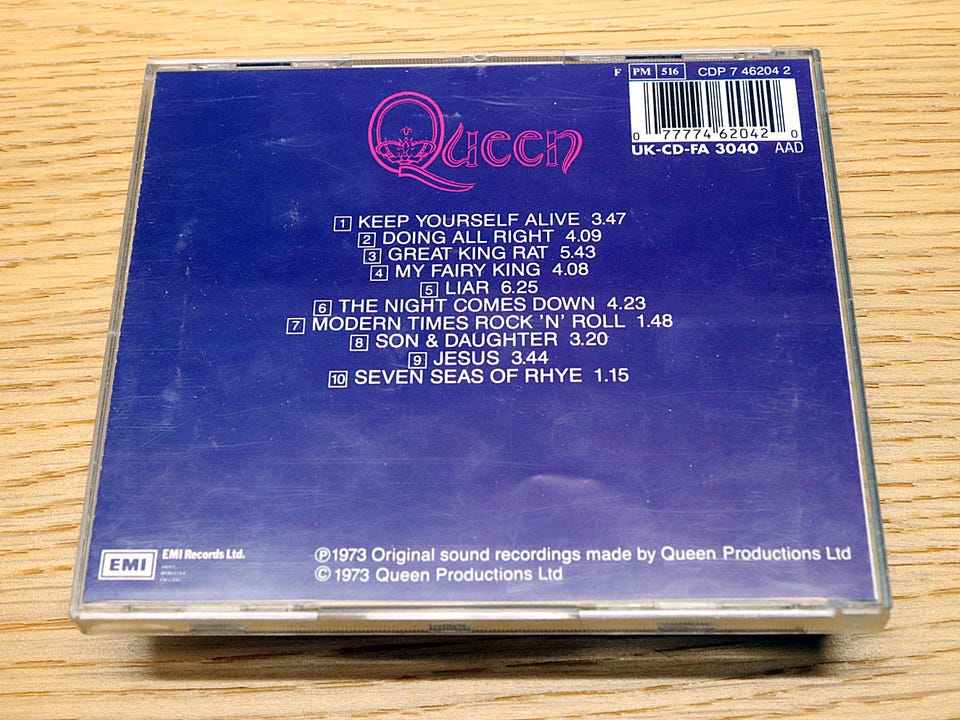 F PM 516 CDP 7 46204 2
0 77774 62042 0
UK-CD-FA 3040 AAD
Queen
1 KEEP YOURSELF ALIVE 3.47
2 DOING ALL RIGHT 4.09
3 GREAT KING RAT 5.43
4 MY FAIRY KING 4.08
5 LIAR 6.25
6 THE NIGHT COMES DOWN 4.23
7 MODERN TIMES ROCK 'N' ROLL 1.48
8 SON & DAUGHTER 3.20
9 JESUS 3.44
10 SEVEN SEAS OF RHYE 1.15
EMI
EMI Records Ltd.
℗1973 Original sound recordings made by Queen Productions Ltd
© 1973 Queen Productions Ltd